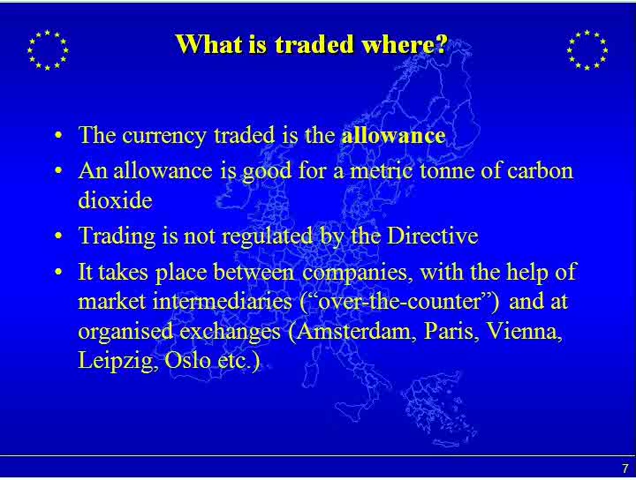 What is traded where?
• The currency traded is the allowance
• An allowance is good for a metric tonne of carbon
dioxide
• Trading is not regulated by the Directive
• It takes place between companies, with the help of
market intermediaries (“over-the-counter”) and at
organised exchanges (Amsterdam, Paris, Vienna,
Leipzig, Oslo etc.)
7